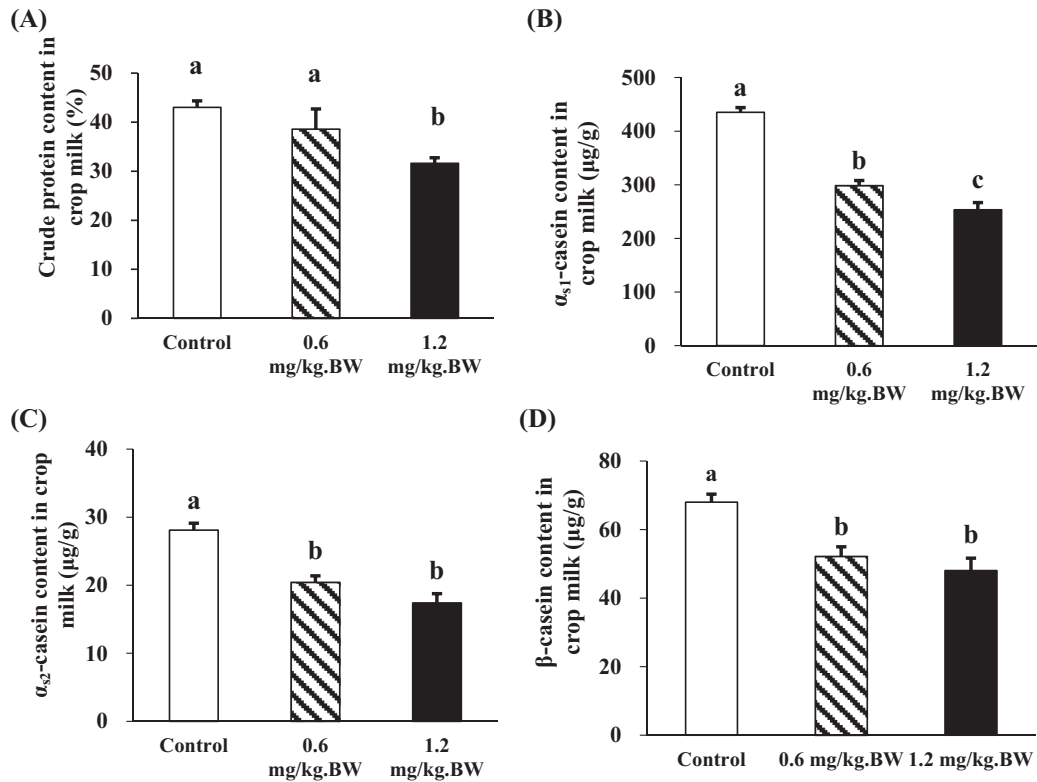 (A)
Crude protein content in
crop milk (%)
50
40
30
20
10
0
a
a
b
Control
0.6
mg/kg.BW
1.2
mg/kg.BW
(B)
αs1-casein content in
crop milk (µg/g)
500
400
300
200
100
0
a
b
c
Control
0.6
mg/kg.BW
1.2
mg/kg.BW
(C)
αs2-casein content in crop
milk (µg/g)
40
30
20
10
0
a
b
b
Control
0.6
mg/kg.BW
1.2
mg/kg.BW
(D)
β-casein content in
crop milk (µg/g)
80
60
40
20
0
a
b
b
Control
0.6 mg/kg.BW
1.2 mg/kg.BW